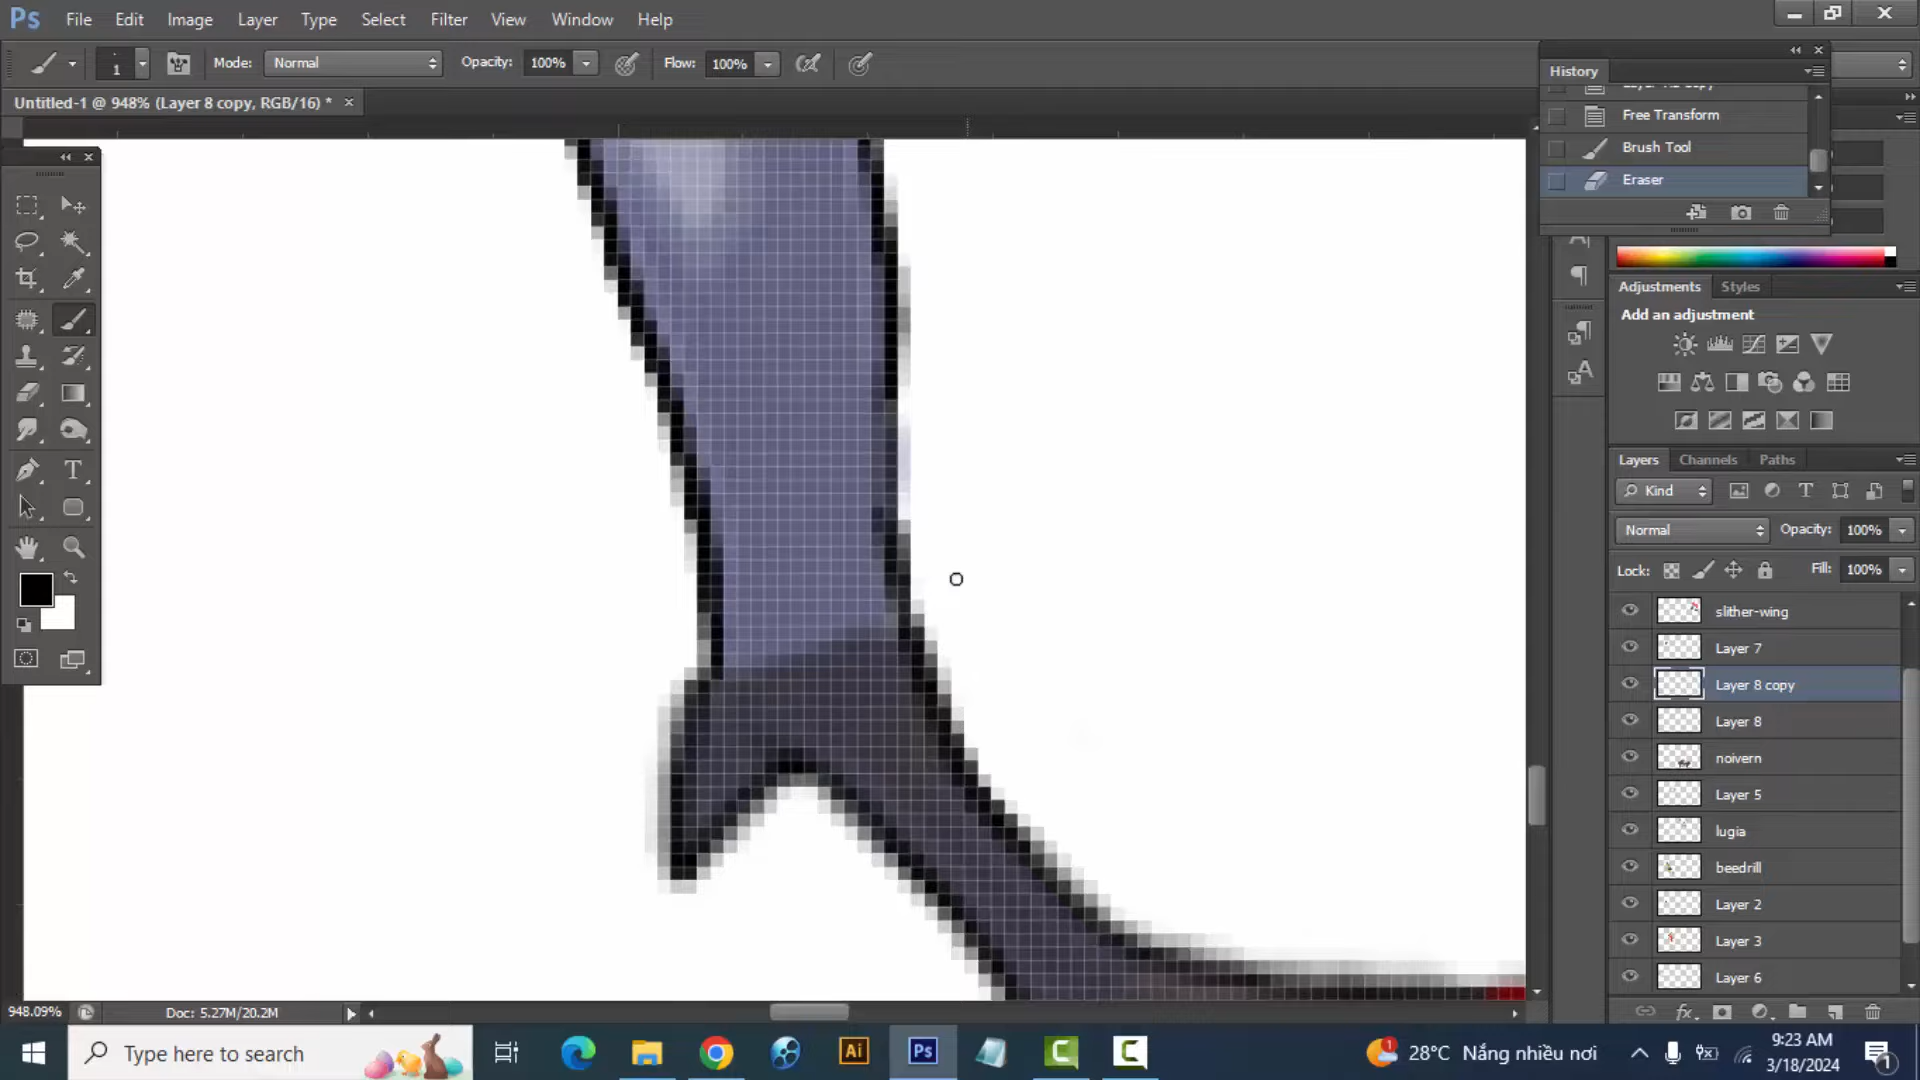 Ps File Edit Image Layer Type Select Filter View Window Help
1 Mode: Normal Opacity: 100% Flow: 100%
Untitled-1 @ 948% (Layer 8 copy, RGB/16) *
History
Free Transform
Brush Tool
Eraser
Adjustments Styles
Add an adjustment
Layers Channels Paths
Kind
Normal Opacity: 100%
Lock: Fill: 100%
slither-wing
Layer 7
Layer 8 copy
Layer 8
noivern
Layer 5
lugia
beedrill
Layer 2
Layer 3
Layer 6
948.09% Doc: 5.27M/20.2M
Type here to search
Ai Ps
1 28°C Nắng nhiều nơi
9:23 AM
3/18/2024
1